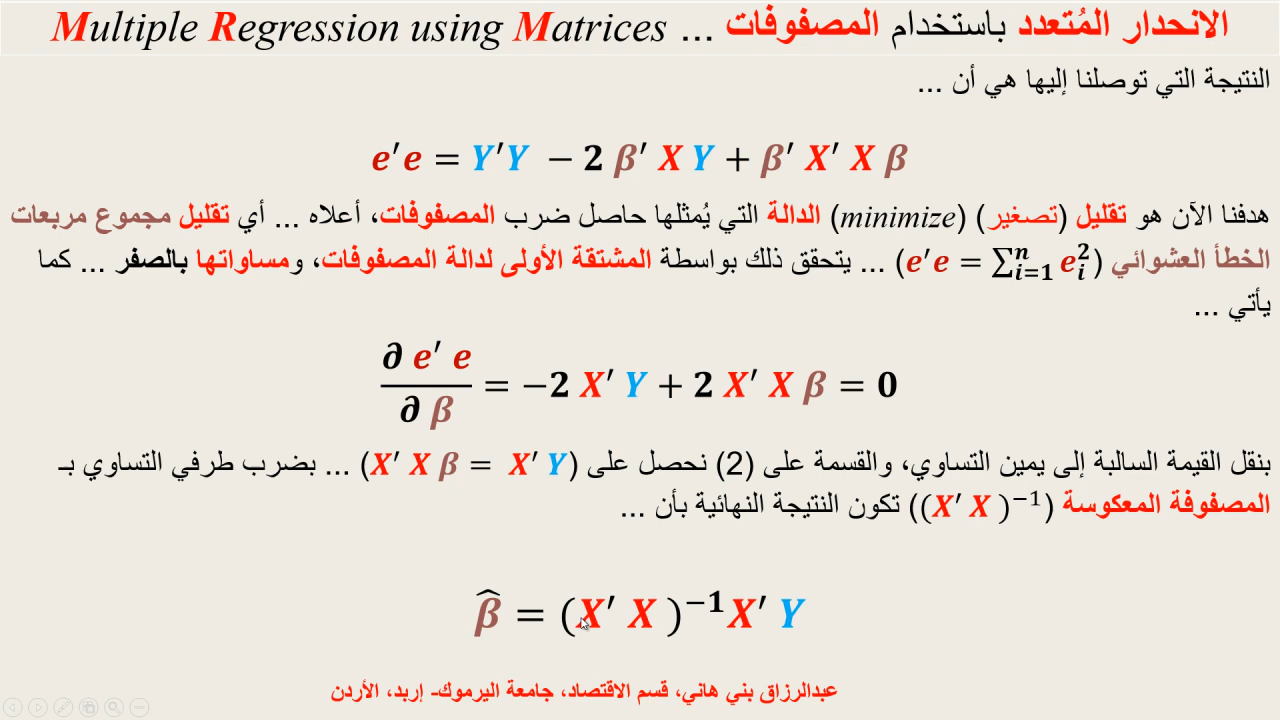 الانحدار المُتعدد باستخدام المصفوفات ... Multiple Regression using Matrices
النتيجة التي توصلنا إليها هي أن ...
e′e = Y′Y − 2 β′ X Y + β′ X′ X β
هدفنا الآن هو تقليل (تصغير) (minimize) الدالة التي يُمثلها حاصل ضرب المصفوفات، أعلاه ... أي تقليل مجموع مربعات
الخطأ العشوائي (e′e = ∑ᵢ₌₁ⁿ eᵢ²) ... يتحقق ذلك بواسطة المشتقة الأولى لدالة المصفوفات، ومساواتها بالصفر ... كما
يأتي ...
∂ e′ e / ∂ β = −2 X′ Y + 2 X′ X β = 0
بنقل القيمة السالبة إلى يمين التساوي، والقسمة على (2) نحصل على (X′ X β = X′ Y) ... بضرب طرفي التساوي بـ
المصفوفة المعكوسة ((X′ X )⁻¹) تكون النتيجة النهائية بأن ...
β̂ = (X′ X )⁻¹X′ Y
عبدالرزاق بني هاني، قسم الاقتصاد، جامعة اليرموك- إربد، الأردن